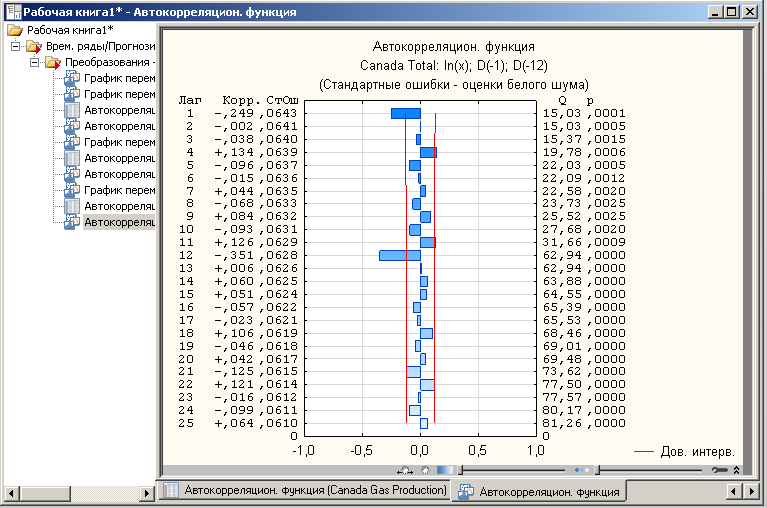 Рабочая книга1* - Автокорреляцион. функция
Рабочая книга1*
Врем. ряды/Прогнози
Преобразования -
График перем
График перем
Автокорреляц
Автокорреляц
График перем
Автокорреляц
Автокорреляц
График перем
Автокорреляц
Автокорреляц
Автокорреляцион. функция
Canada Total: ln(x); D(-1); D(-12)
(Стандартные ошибки - оценки белого шума)
Лаг Корр. СтОш Q p
1 -,249 ,0643 15,03 ,0001
2 -,002 ,0641 15,03 ,0005
3 -,038 ,0640 15,37 ,0015
4 +,134 ,0639 19,78 ,0006
5 -,096 ,0637 22,03 ,0005
6 -,015 ,0636 22,09 ,0012
7 +,044 ,0635 22,58 ,0020
8 -,068 ,0633 23,73 ,0025
9 +,084 ,0632 25,52 ,0025
10 -,093 ,0631 27,68 ,0020
11 +,126 ,0629 31,66 ,0009
12 -,351 ,0628 62,94 ,0000
13 +,006 ,0626 62,94 ,0000
14 +,060 ,0625 63,88 ,0000
15 +,051 ,0624 64,55 ,0000
16 -,057 ,0622 65,39 ,0000
17 -,023 ,0621 65,53 ,0000
18 +,106 ,0619 68,46 ,0000
19 -,046 ,0618 69,01 ,0000
20 +,042 ,0617 69,48 ,0000
21 -,125 ,0615 73,62 ,0000
22 +,121 ,0614 77,50 ,0000
23 -,016 ,0612 77,57 ,0000
24 -,099 ,0611 80,17 ,0000
25 +,064 ,0610 81,26 ,0000
0 0
-1,0 -0,5 0,0 0,5 1,0
Дов. интерв.
Автокорреляцион. функция (Canada Gas Production) Автокорреляцион. функция